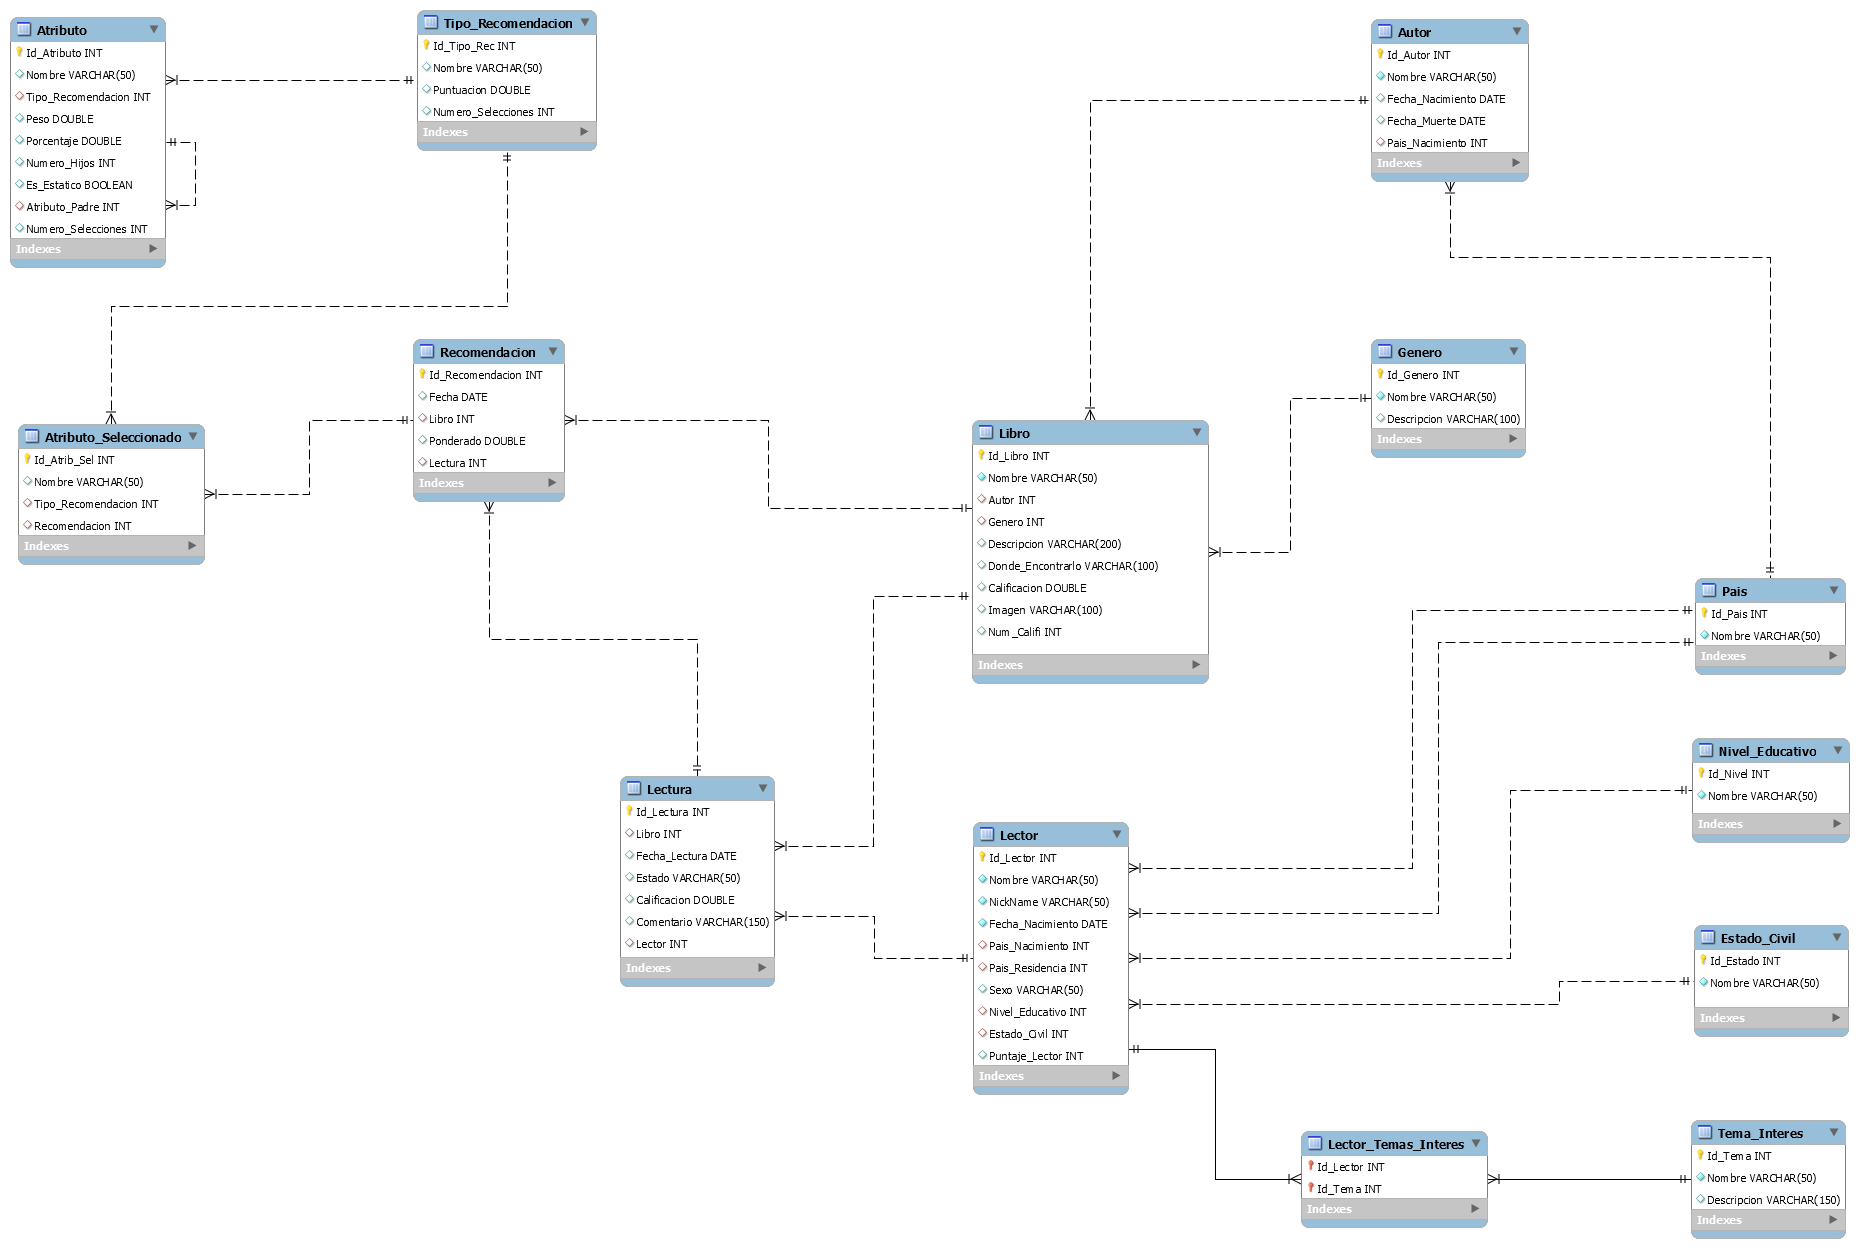 Atributo
Id_Atributo INT
Nombre VARCHAR(50)
Tipo_Recomendacion INT
Peso DOUBLE
Porcentaje DOUBLE
Numero_Hijos INT
Es_Estatico BOOLEAN
Atributo_Padre INT
Numero_Selecciones INT
Indexes
Tipo_Recomendacion
Id_Tipo_Rec INT
Nombre VARCHAR(50)
Puntuacion DOUBLE
Numero_Selecciones INT
Indexes
Autor
Id_Autor INT
Nombre VARCHAR(50)
Fecha_Nacimiento DATE
Fecha_Muerte DATE
Pais_Nacimiento INT
Indexes
Recomendacion
Id_Recomendacion INT
Fecha DATE
Libro INT
Ponderado DOUBLE
Lectura INT
Indexes
Genero
Id_Genero INT
Nombre VARCHAR(50)
Descripcion VARCHAR(100)
Indexes
Atributo_Seleccionado
Id_Atrib_Sel INT
Nombre VARCHAR(50)
Tipo_Recomendacion INT
Recomendacion INT
Indexes
Libro
Id_Libro INT
Nombre VARCHAR(50)
Autor INT
Genero INT
Descripcion VARCHAR(200)
Donde_Encontrarlo VARCHAR(100)
Calificacion DOUBLE
Imagen VARCHAR(100)
Num_Califi INT
Indexes
Pais
Id_Pais INT
Nombre VARCHAR(50)
Indexes
Nivel_Educativo
Id_Nivel INT
Nombre VARCHAR(50)
Indexes
Lectura
Id_Lectura INT
Libro INT
Fecha_Lectura DATE
Estado VARCHAR(50)
Calificacion DOUBLE
Comentario VARCHAR(150)
Lector INT
Indexes
Lector
Id_Lector INT
Nombre VARCHAR(50)
NickName VARCHAR(50)
Fecha_Nacimiento DATE
Pais_Nacimiento INT
Pais_Residencia INT
Sexo VARCHAR(50)
Nivel_Educativo INT
Estado_Civil INT
Puntaje_Lector INT
Indexes
Estado_Civil
Id_Estado INT
Nombre VARCHAR(50)
Indexes
Lector_Temas_Interes
Id_Lector INT
Id_Tema INT
Indexes
Tema_Interes
Id_Tema INT
Nombre VARCHAR(50)
Descripcion VARCHAR(150)
Indexes